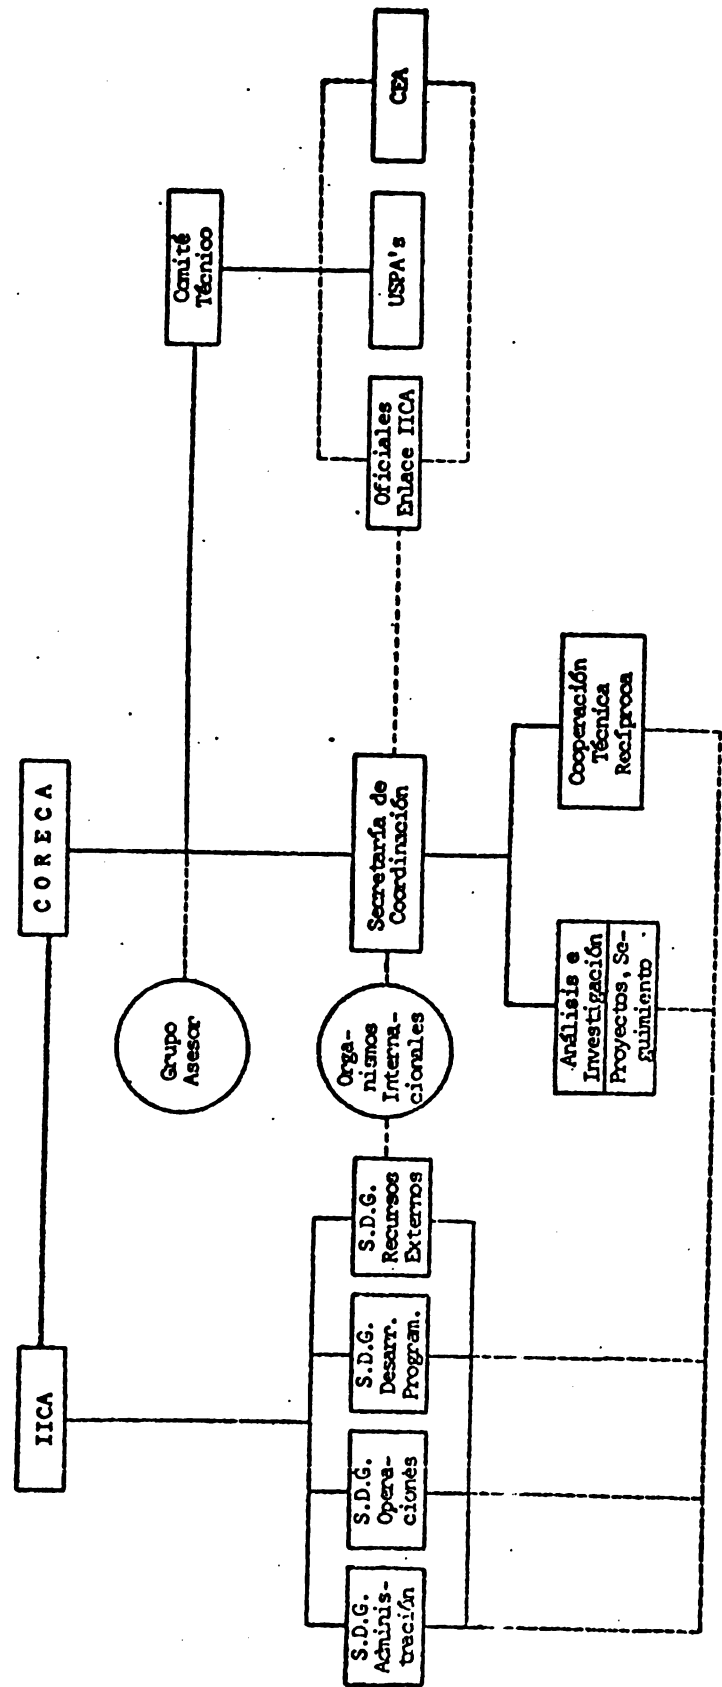 IICA
C O R E C A
Comité
Técnico
Grupo
Asesor
S.D.G.
Adminis-
tración
S.D.G.
Opera-
ciones
S.D.G.
Desarr.
Program.
S.D.G.
Recursos
Externos
Orga-
nismos
Interna-
cionales
Secretaría de
Coordinación
Oficiales
Enlace IICA
USPA's
CEA
Análisis e
Investigación
Proyectos, Se-
guimiento
Cooperación
Técnica
Recíproca